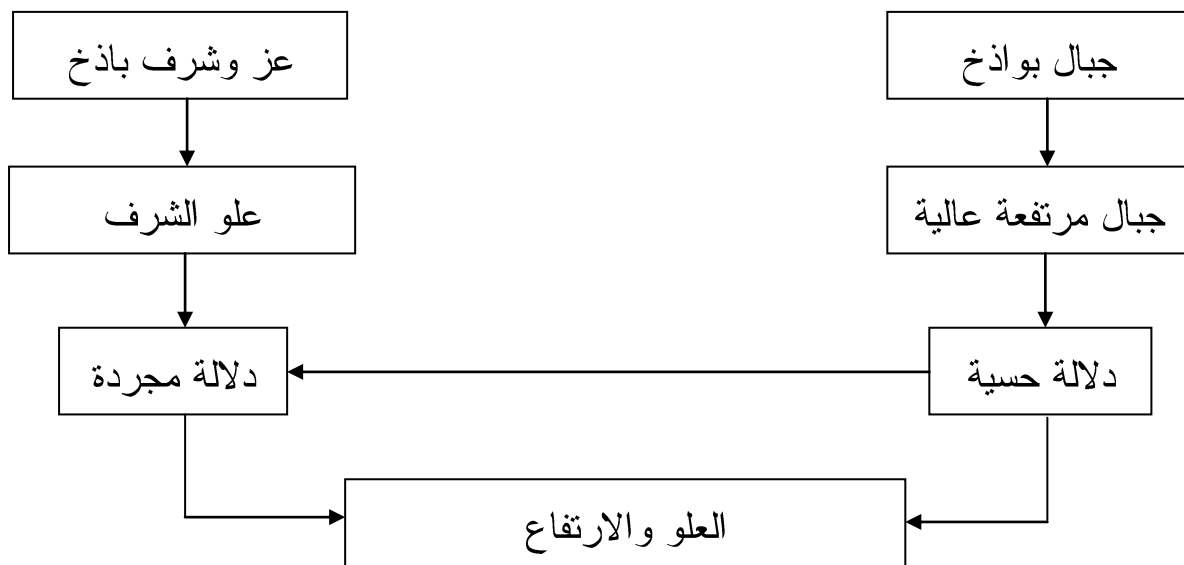 جبال بواذخ
عز وشرف باذخ
جبال مرتفعة عالية
علو الشرف
دلالة حسية
دلالة مجردة
العلو والارتفاع